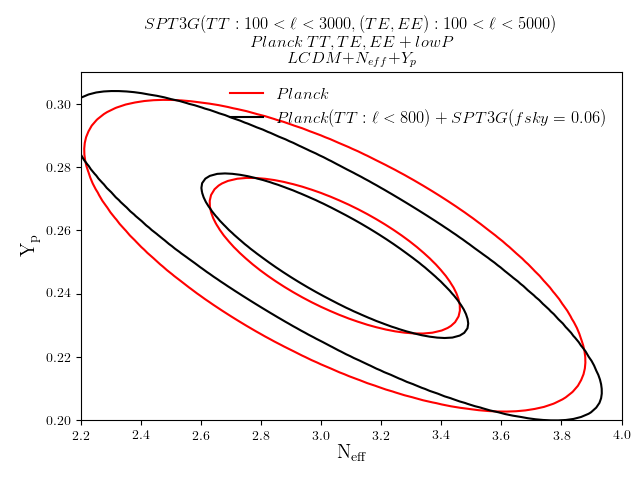 SPT3G(TT : 100 < ℓ < 3000, (TE, EE) : 100 < ℓ < 5000)
Planck TT, TE, EE + lowP
LCDM+N_eff+Y_p
Planck
Planck(TT : ℓ < 800) + SPT3G(fsky = 0.06)
Y_p
0.30
0.28
0.26
0.24
0.22
0.20
2.2 2.4 2.6 2.8 3.0 3.2 3.4 3.6 3.8 4.0
N_eff